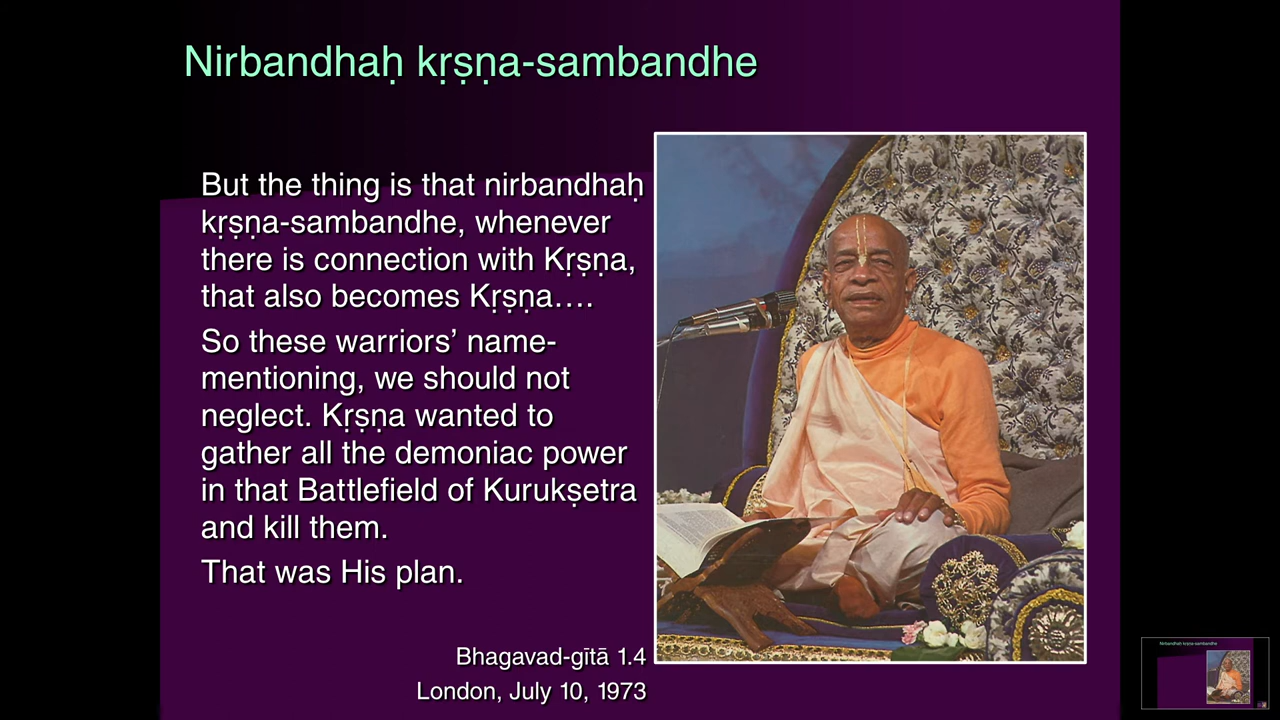 Nirbandhaḥ kṛṣṇa-sambandhe
But the thing is that nirbandhaḥ
kṛṣṇa-sambandhe, whenever
there is connection with Kṛṣṇa,
that also becomes Kṛṣṇa….
So these warriors’ name-
mentioning, we should not
neglect. Kṛṣṇa wanted to
gather all the demoniac power
in that Battlefield of Kurukṣetra
and kill them.
That was His plan.
Bhagavad-gītā 1.4
London, July 10, 1973
Nirbandhaḥ kṛṣṇa-sambandhe